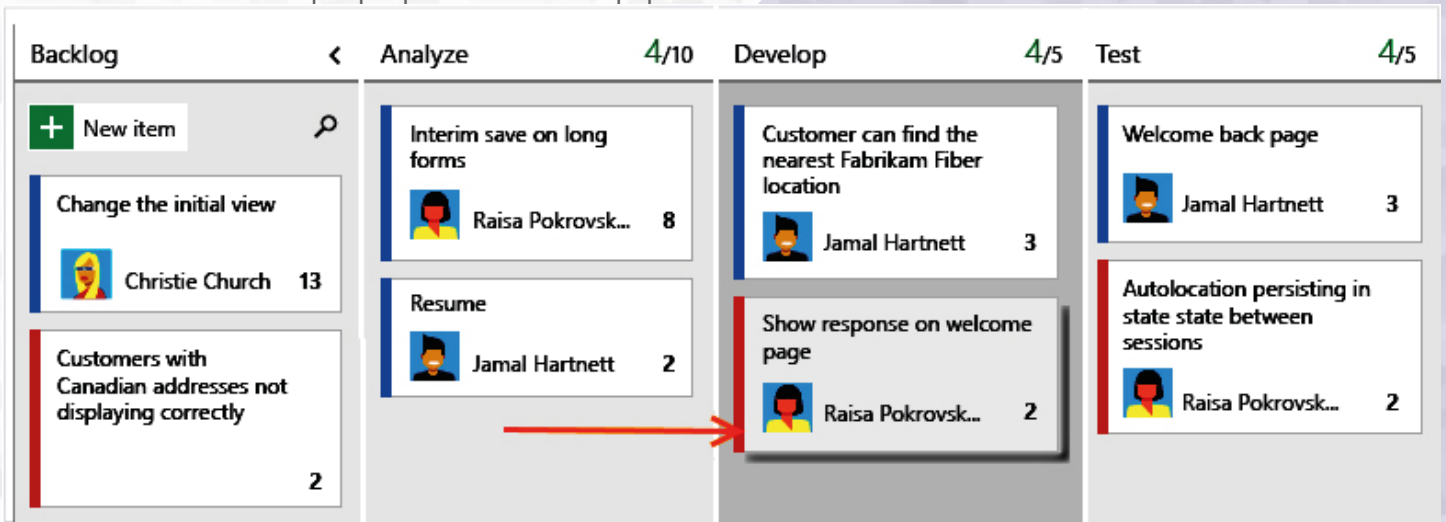 Backlog
New item
Change the initial view
Christie Church 13
Customers with
Canadian addresses not
displaying correctly
2
Analyze 4/10
Interim save on long
forms
Raisa Pokrovsk... 8
Resume
Jamal Hartnett 2
Develop 4/5
Customer can find the
nearest Fabrikam Fiber
location
Jamal Hartnett 3
Show response on welcome
page
Raisa Pokrovsk... 2
Test 4/5
Welcome back page
Jamal Hartnett 3
Autolocation persisting in
state state between
sessions
Raisa Pokrovsk... 2